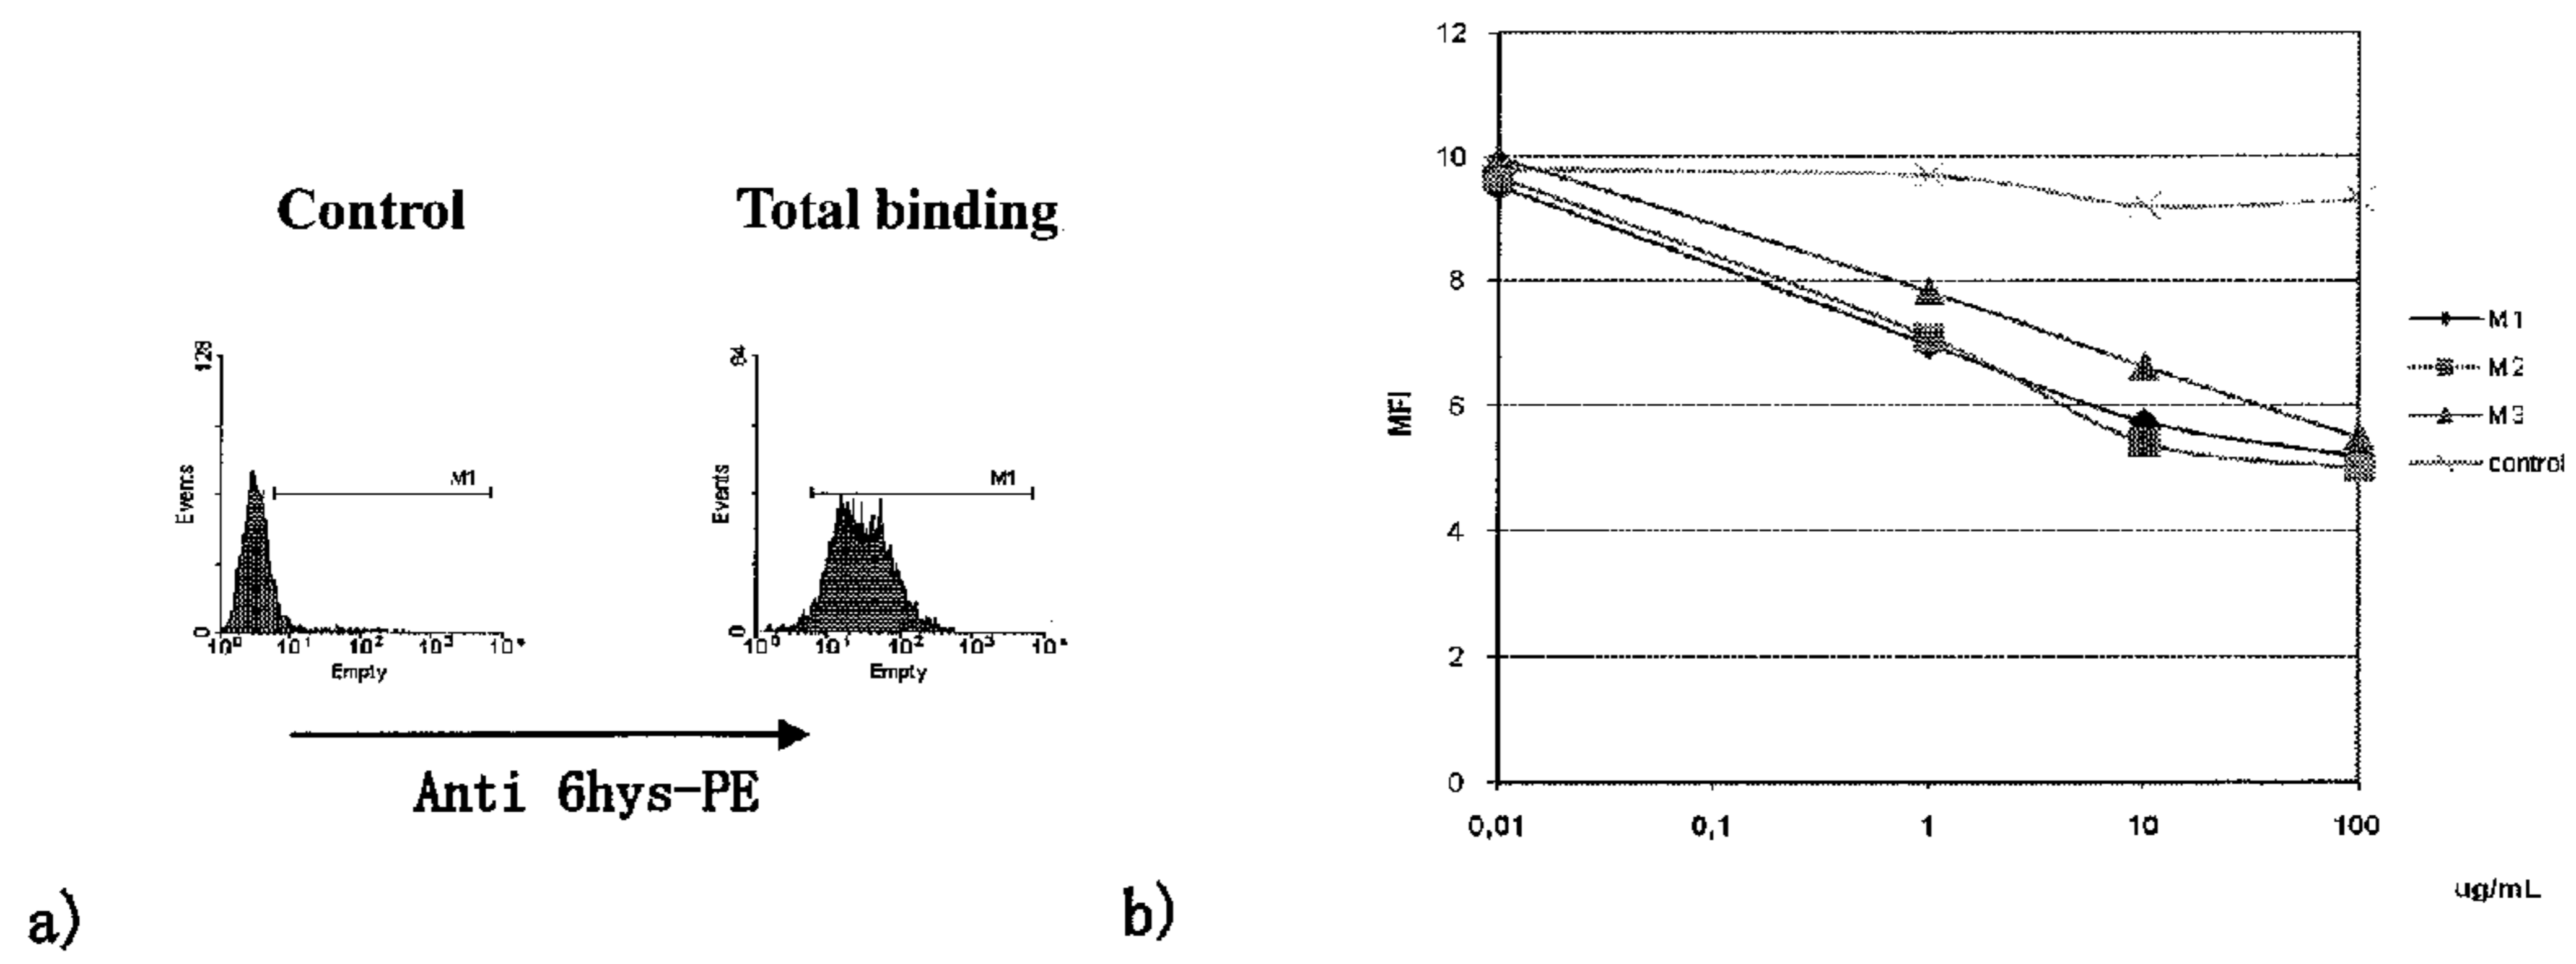 Control
Total binding
128
Events
M1
0
10⁰ 10¹ 10² 10³ 10⁴
Empty
64
Events
M1
0
10⁰ 10¹ 10² 10³ 10⁴
Empty
Anti 6hys-PE
a)
12
10
8
6
4
2
0
MFI
0,01 0,1 1 10 100
ug/mL
M1
M2
M3
control
b)